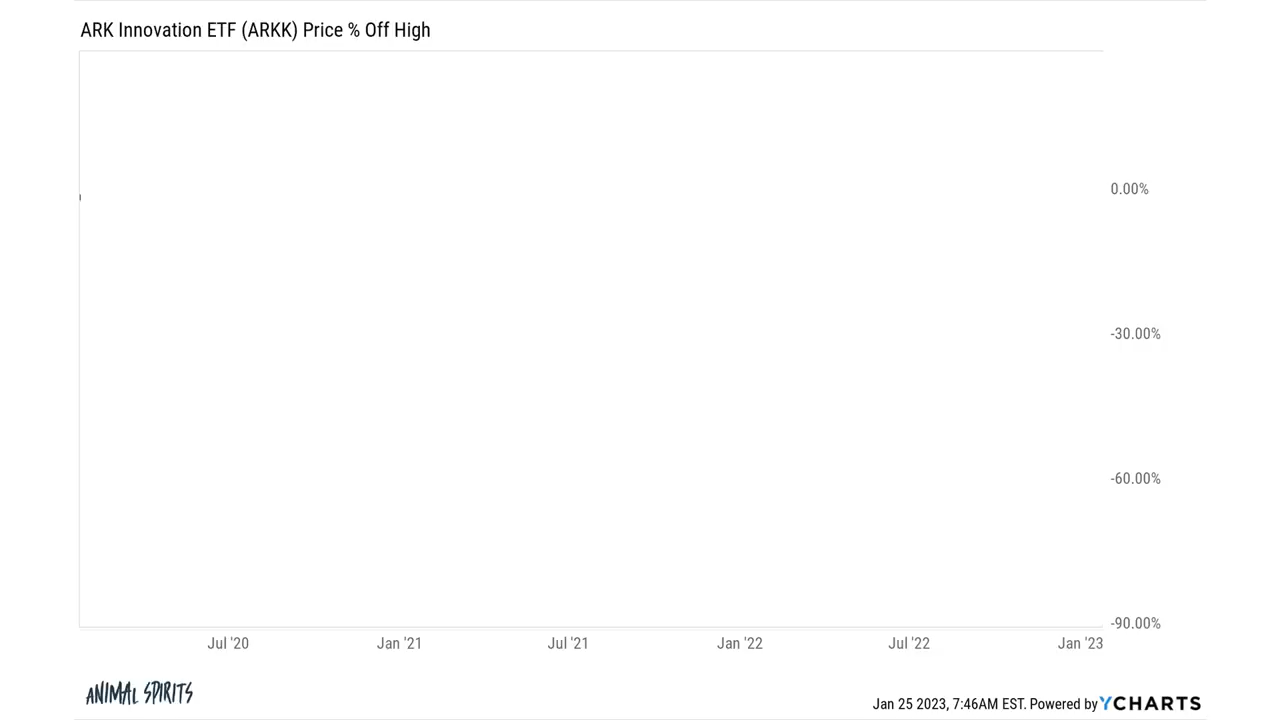 ARK Innovation ETF (ARKK) Price % Off High
0.00%
-30.00%
-60.00%
-90.00%
Jul '20 Jan '21 Jul '21 Jan '22 Jul '22 Jan '23
ANIMAL SPIRITS
Jan 25 2023, 7:46AM EST. Powered by YCHARTS